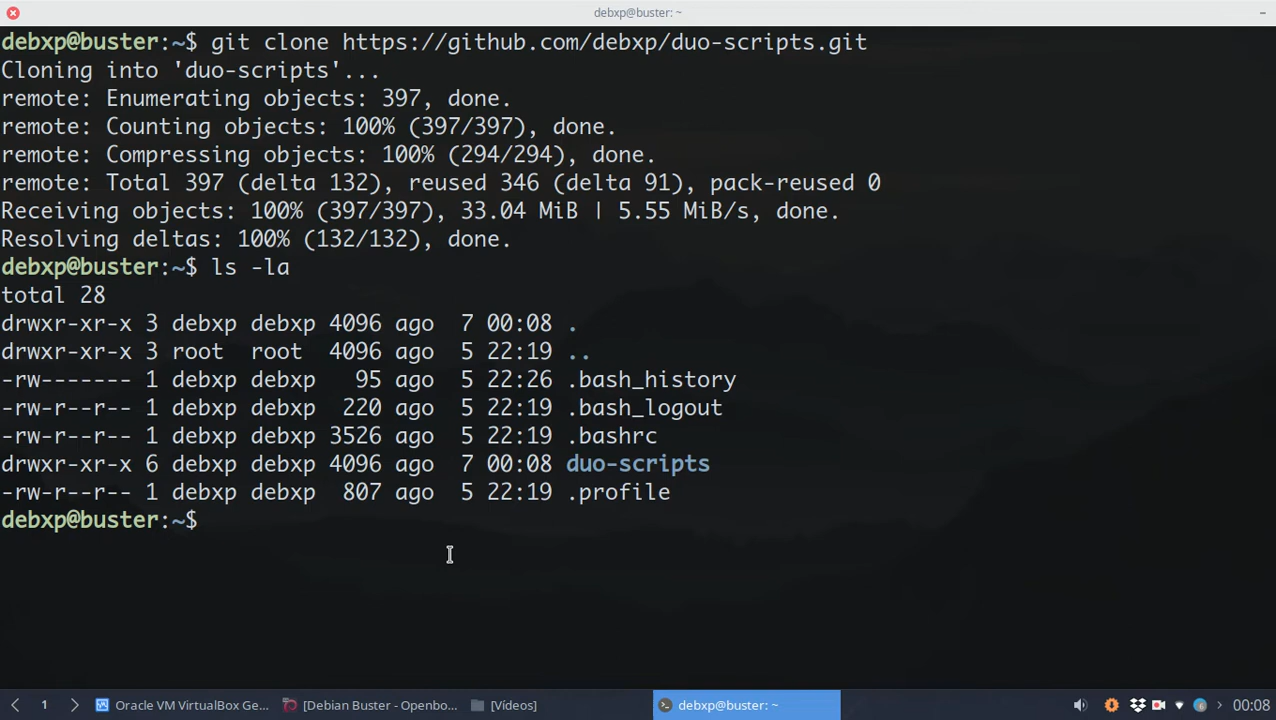 debxp@buster: ~
debxp@buster:~$ git clone https://github.com/debxp/duo-scripts.git
Cloning into 'duo-scripts'...
remote: Enumerating objects: 397, done.
remote: Counting objects: 100% (397/397), done.
remote: Compressing objects: 100% (294/294), done.
remote: Total 397 (delta 132), reused 346 (delta 91), pack-reused 0
Receiving objects: 100% (397/397), 33.04 MiB | 5.55 MiB/s, done.
Resolving deltas: 100% (132/132), done.
debxp@buster:~$ ls -la
total 28
drwxr-xr-x 3 debxp debxp 4096 ago  7 00:08 .
drwxr-xr-x 3 root  root  4096 ago  5 22:19 ..
-rw------- 1 debxp debxp   95 ago  5 22:26 .bash_history
-rw-r--r-- 1 debxp debxp  220 ago  5 22:19 .bash_logout
-rw-r--r-- 1 debxp debxp 3526 ago  5 22:19 .bashrc
drwxr-xr-x 6 debxp debxp 4096 ago  7 00:08 duo-scripts
-rw-r--r-- 1 debxp debxp  807 ago  5 22:19 .profile
debxp@buster:~$
1 Oracle VM VirtualBox Ge... [Debian Buster - Openbo... [Vídeos] debxp@buster: ~ 00:08